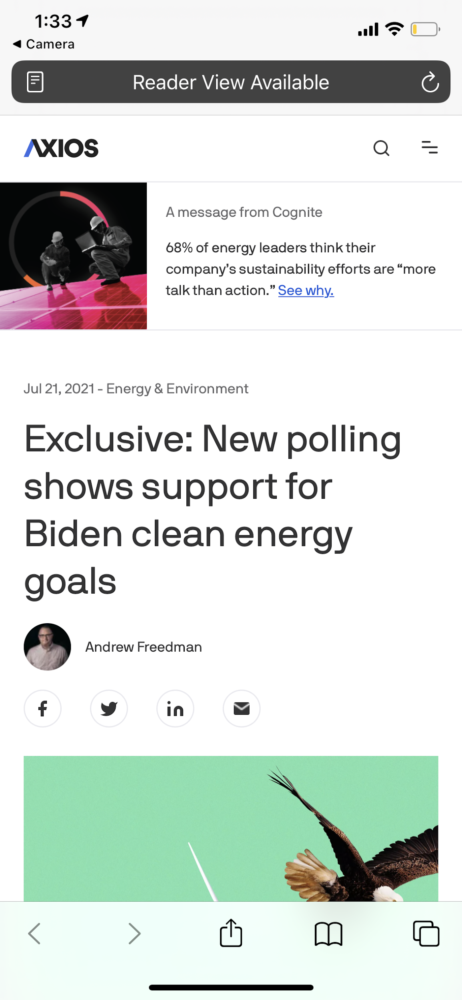 1:33
Camera
Reader View Available
AXIOS
A message from Cognite
68% of energy leaders think their
company’s sustainability efforts are “more
talk than action.” See why.
Jul 21, 2021 - Energy & Environment
Exclusive: New polling
shows support for
Biden clean energy
goals
Andrew Freedman